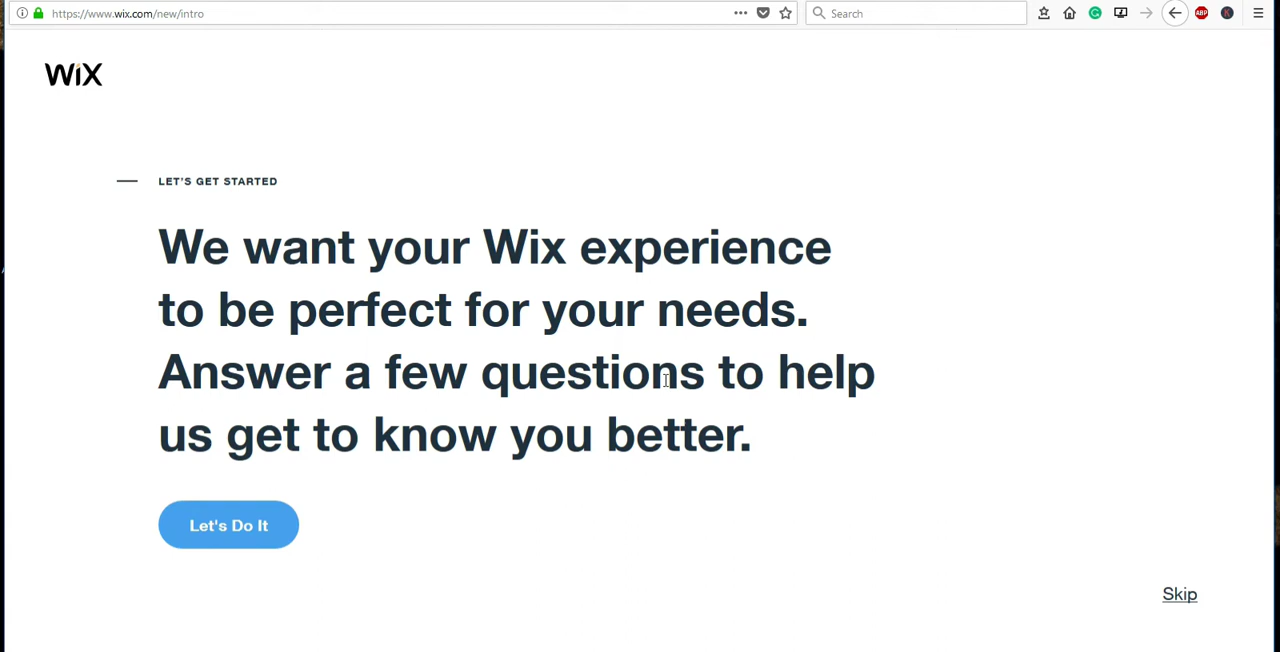 https://www.wix.com/new/intro
Search
ABP
K
WiX
LET'S GET STARTED
We want your Wix experience
to be perfect for your needs.
Answer a few questions to help
us get to know you better.
Let's Do It
Skip